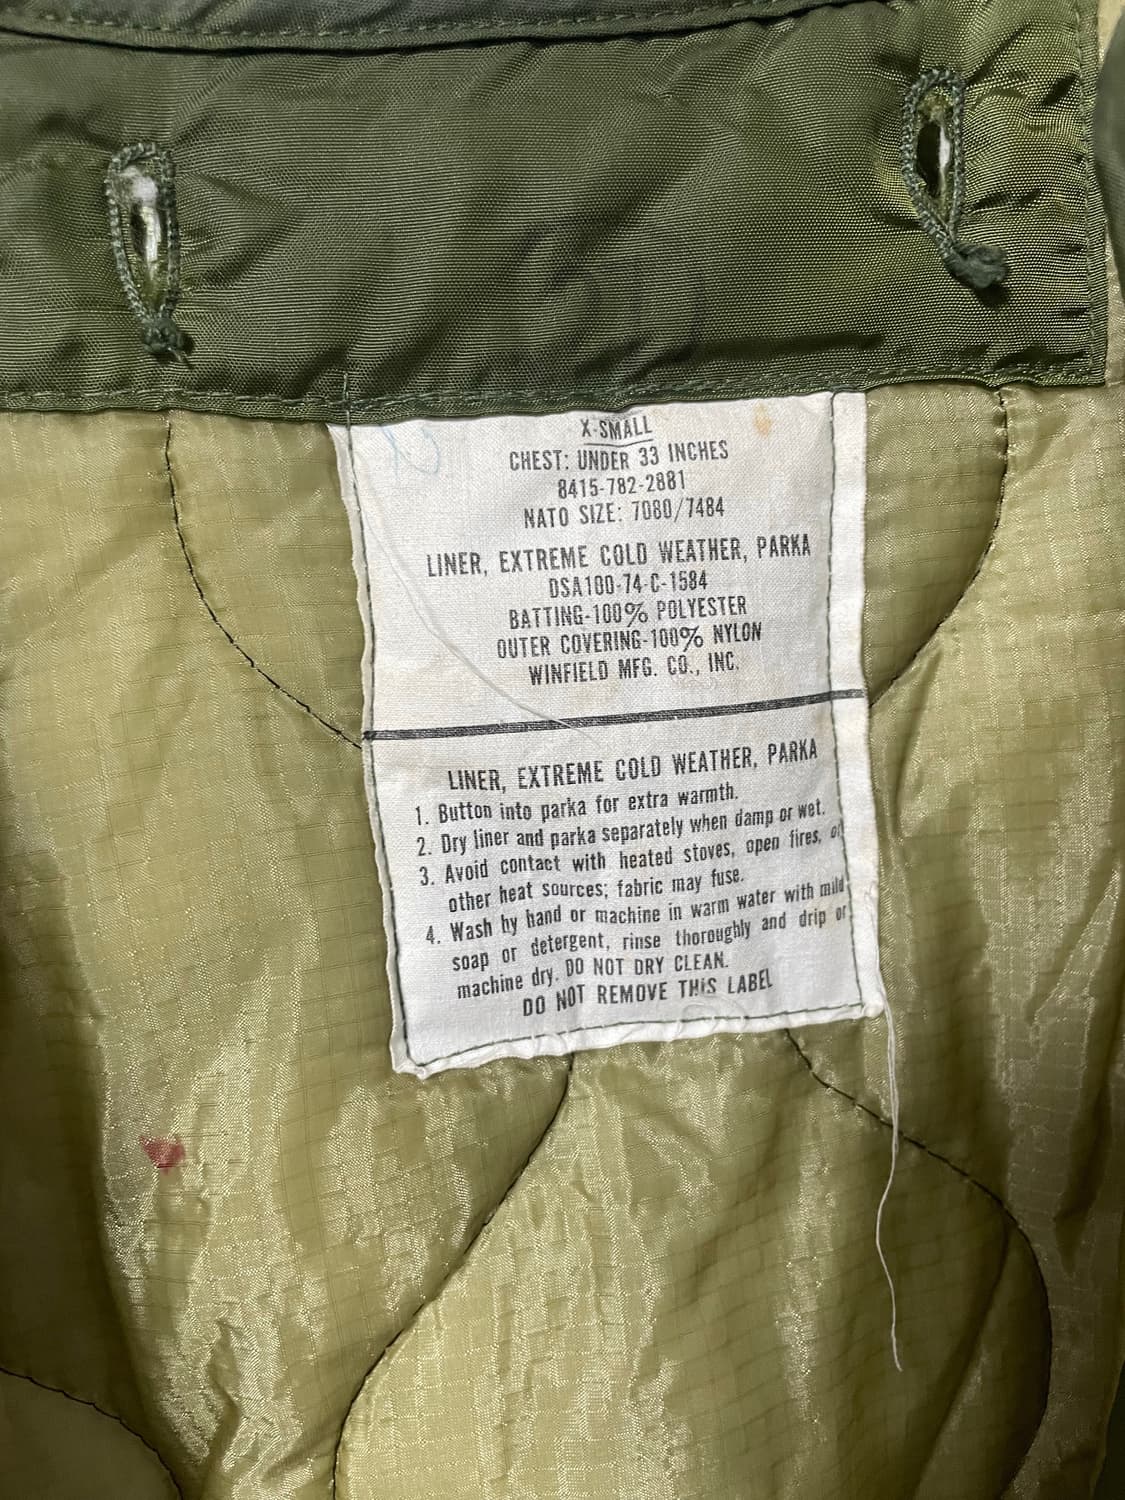 X-SMALL
CHEST: UNDER 33 INCHES
8415-782-2881
NATO SIZE: 7080/7484
LINER, EXTREME COLD WEATHER, PARKA
DSA100-74-C-1584
BATTING-100% POLYESTER
OUTER COVERING-100% NYLON
WINFIELD MFG. CO., INC.
LINER, EXTREME COLD WEATHER, PARKA
1. Button into parka for extra warmth.
2. Dry liner and parka separately when damp or wet.
3. Avoid contact with heated stoves, open fires, or
other heat sources; fabric may fuse.
4. Wash by hand or machine in warm water with mild
soap or detergent, rinse thoroughly and drip or
machine dry. DO NOT DRY CLEAN.
DO NOT REMOVE THIS LABEL